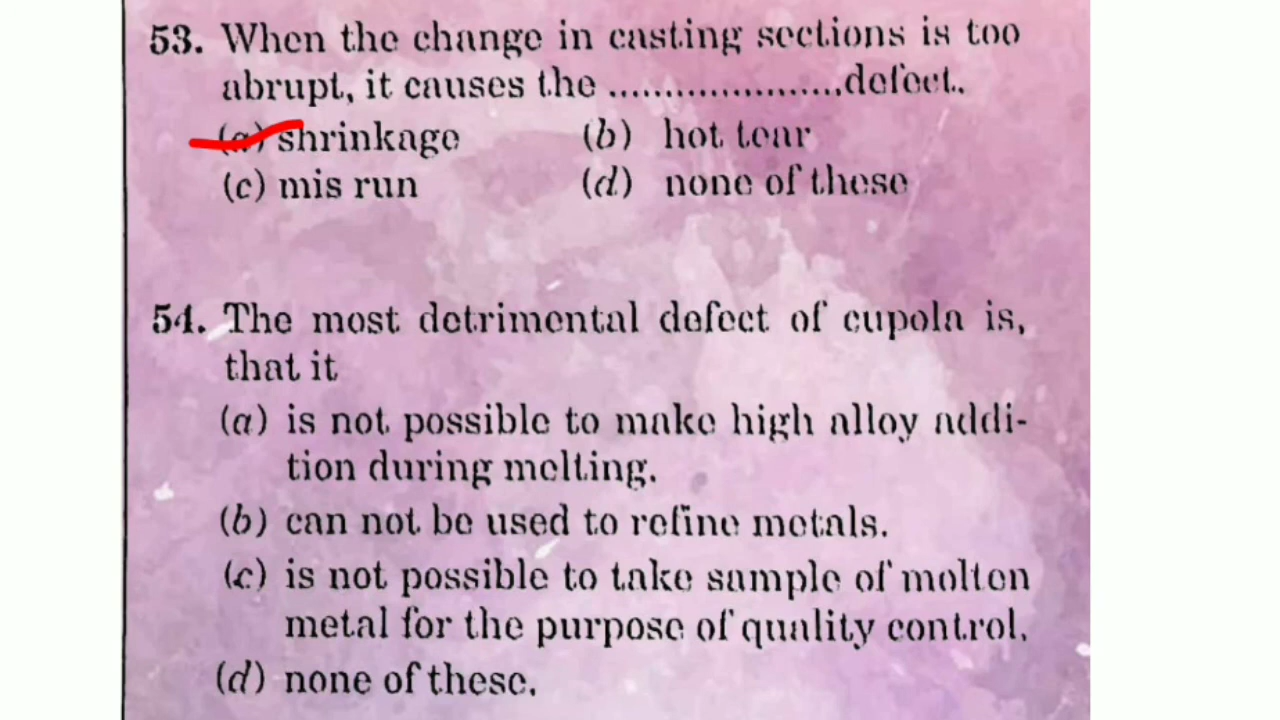 53. When the change in casting sections is too
abrupt, it causes the .....................defect.
(a) shrinkage (b) hot tear
(c) mis run (d) none of these
54. The most detrimental defect of cupola is,
that it
(a) is not possible to make high alloy addi-
tion during melting.
(b) can not be used to refine metals.
(c) is not possible to take sample of molten
metal for the purpose of quality control.
(d) none of these.